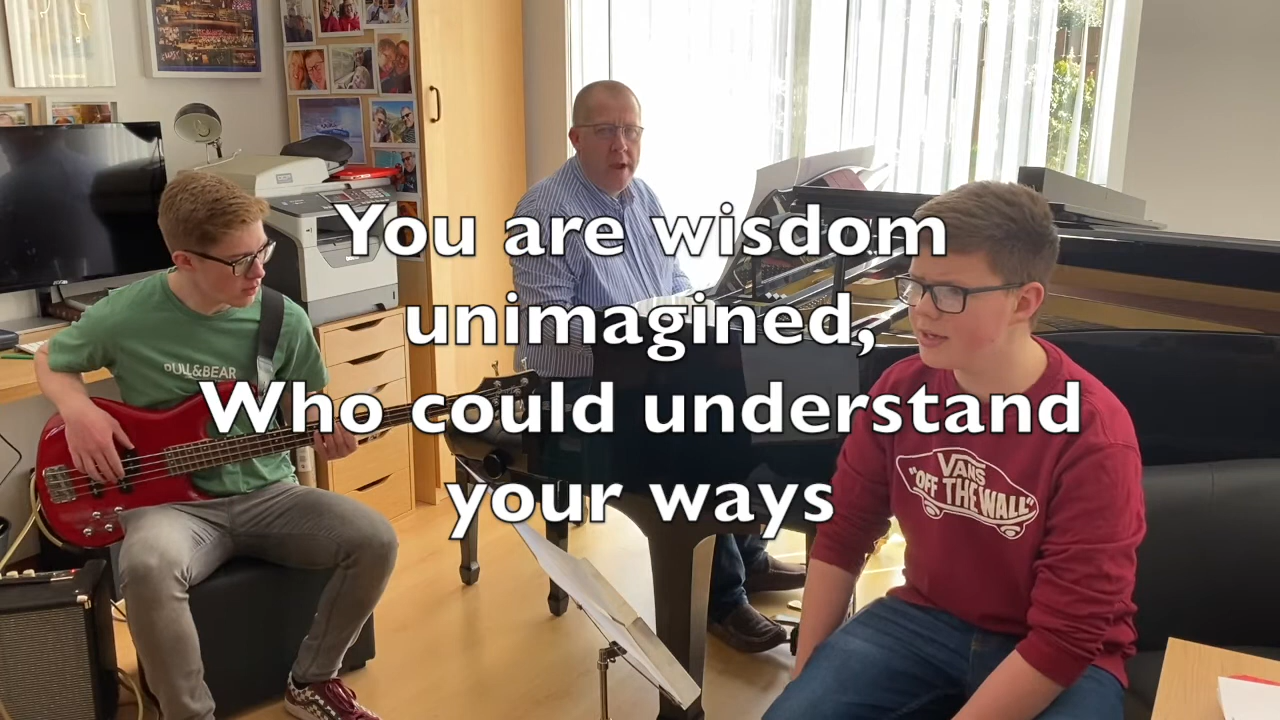 You are wisdom
unimagined,
Who could understand
your ways
PULL&BEAR
VANS
"OFF THE WALL"